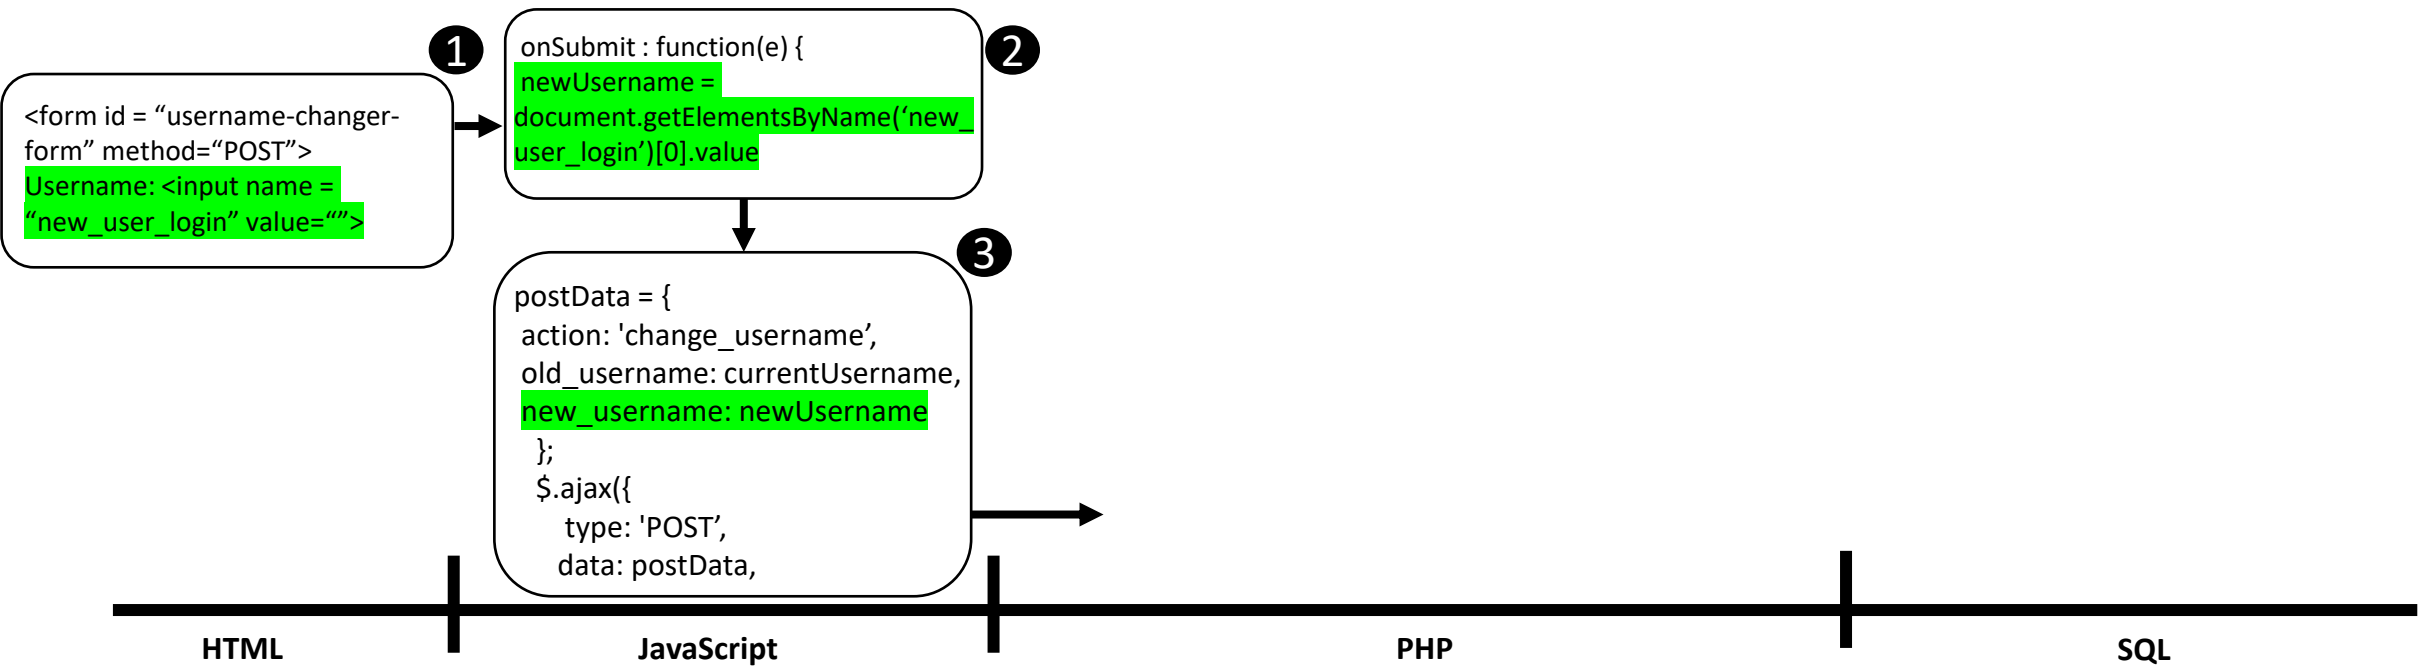 1
<form id = “username-changer-
form” method=“POST”>
Username: <input name =
“new_user_login” value=“”>
2
onSubmit : function(e) {
newUsername =
document.getElementsByName(‘new_
user_login’)[0].value
3
postData = {
action: 'change_username’,
old_username: currentUsername,
new_username: newUsername
};
$.ajax({
type: 'POST’,
data: postData,
HTML
JavaScript
PHP
SQL